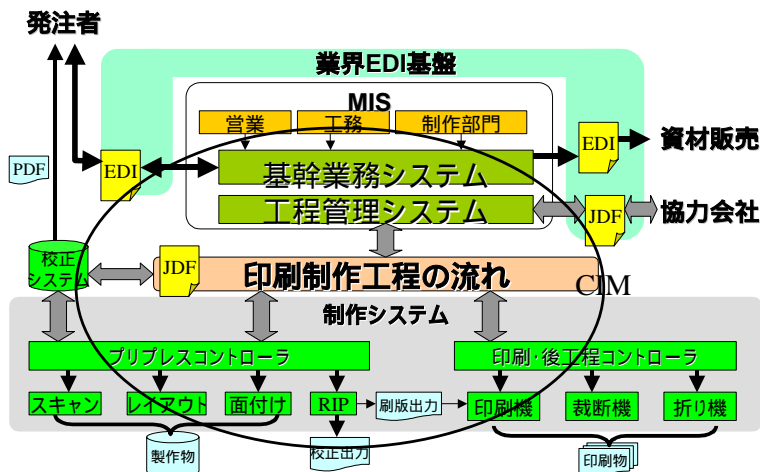 発注者
業界EDI基盤
MIS
営業
工務
制作部門
EDI
資材販売
PDF
EDI
基幹業務システム
工程管理システム
JDF
協力会社
校正
システム
JDF
印刷制作工程の流れ
CIM
制作システム
プリプレスコントローラ
印刷・後工程コントローラ
スキャン
レイアウト
面付け
RIP
刷版出力
印刷機
裁断機
折り機
製作物
校正出力
印刷物